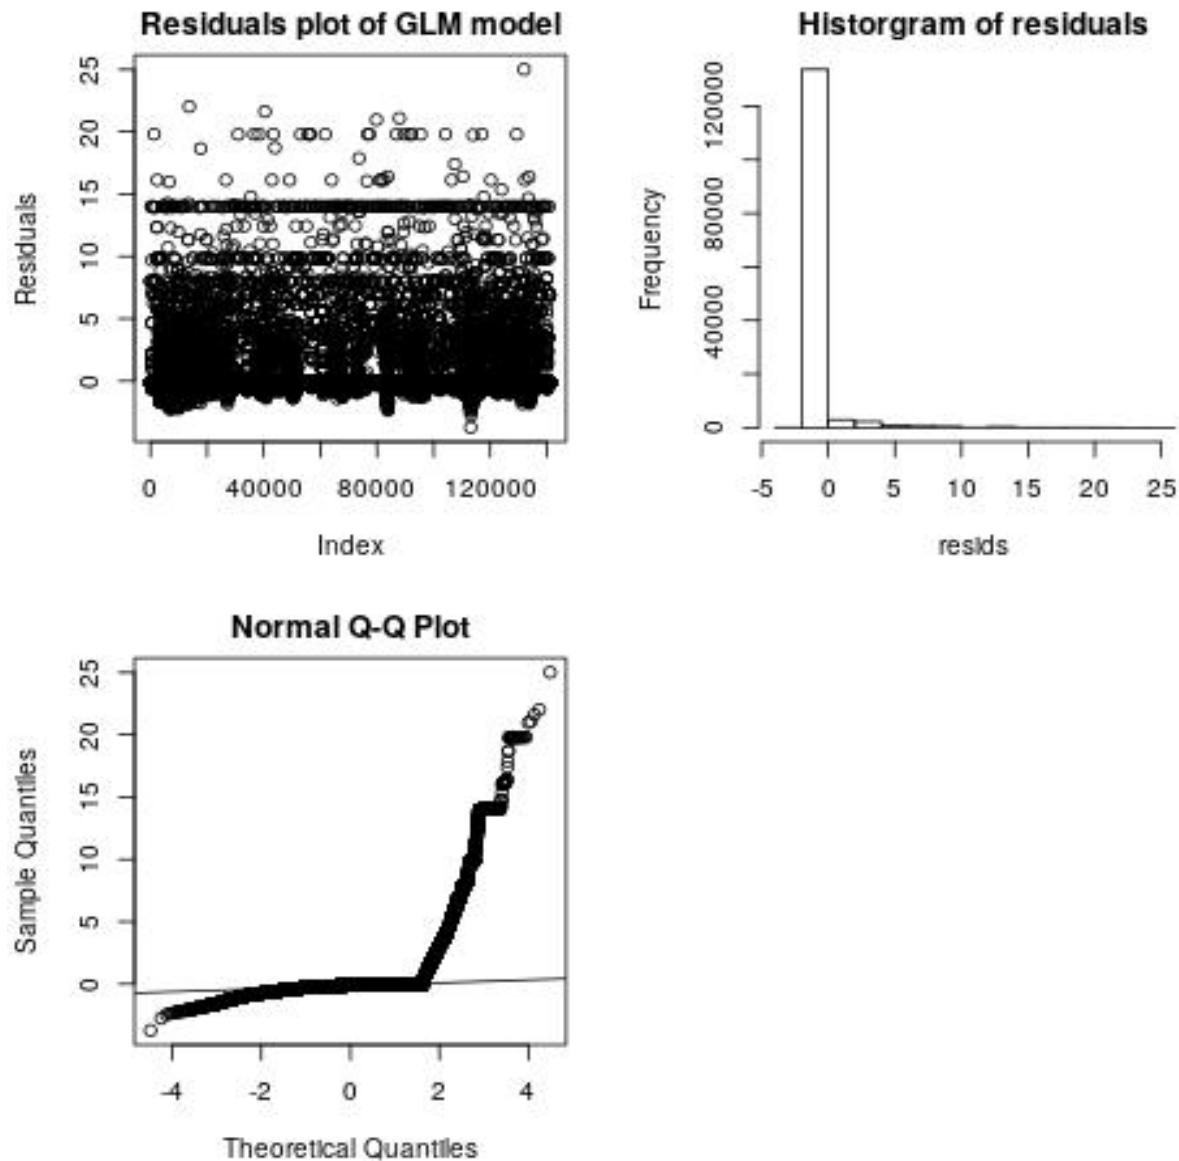 Residuals plot of GLM model
Residuals
25
20
15
10
5
0
0 40000 80000 120000
Index
Historgram of residuals
Frequency
120000
80000
40000
0
-5 0 5 10 15 20 25
resids
Normal Q-Q Plot
Sample Quantiles
25
20
15
10
5
0
-4 -2 0 2 4
Theoretical Quantiles